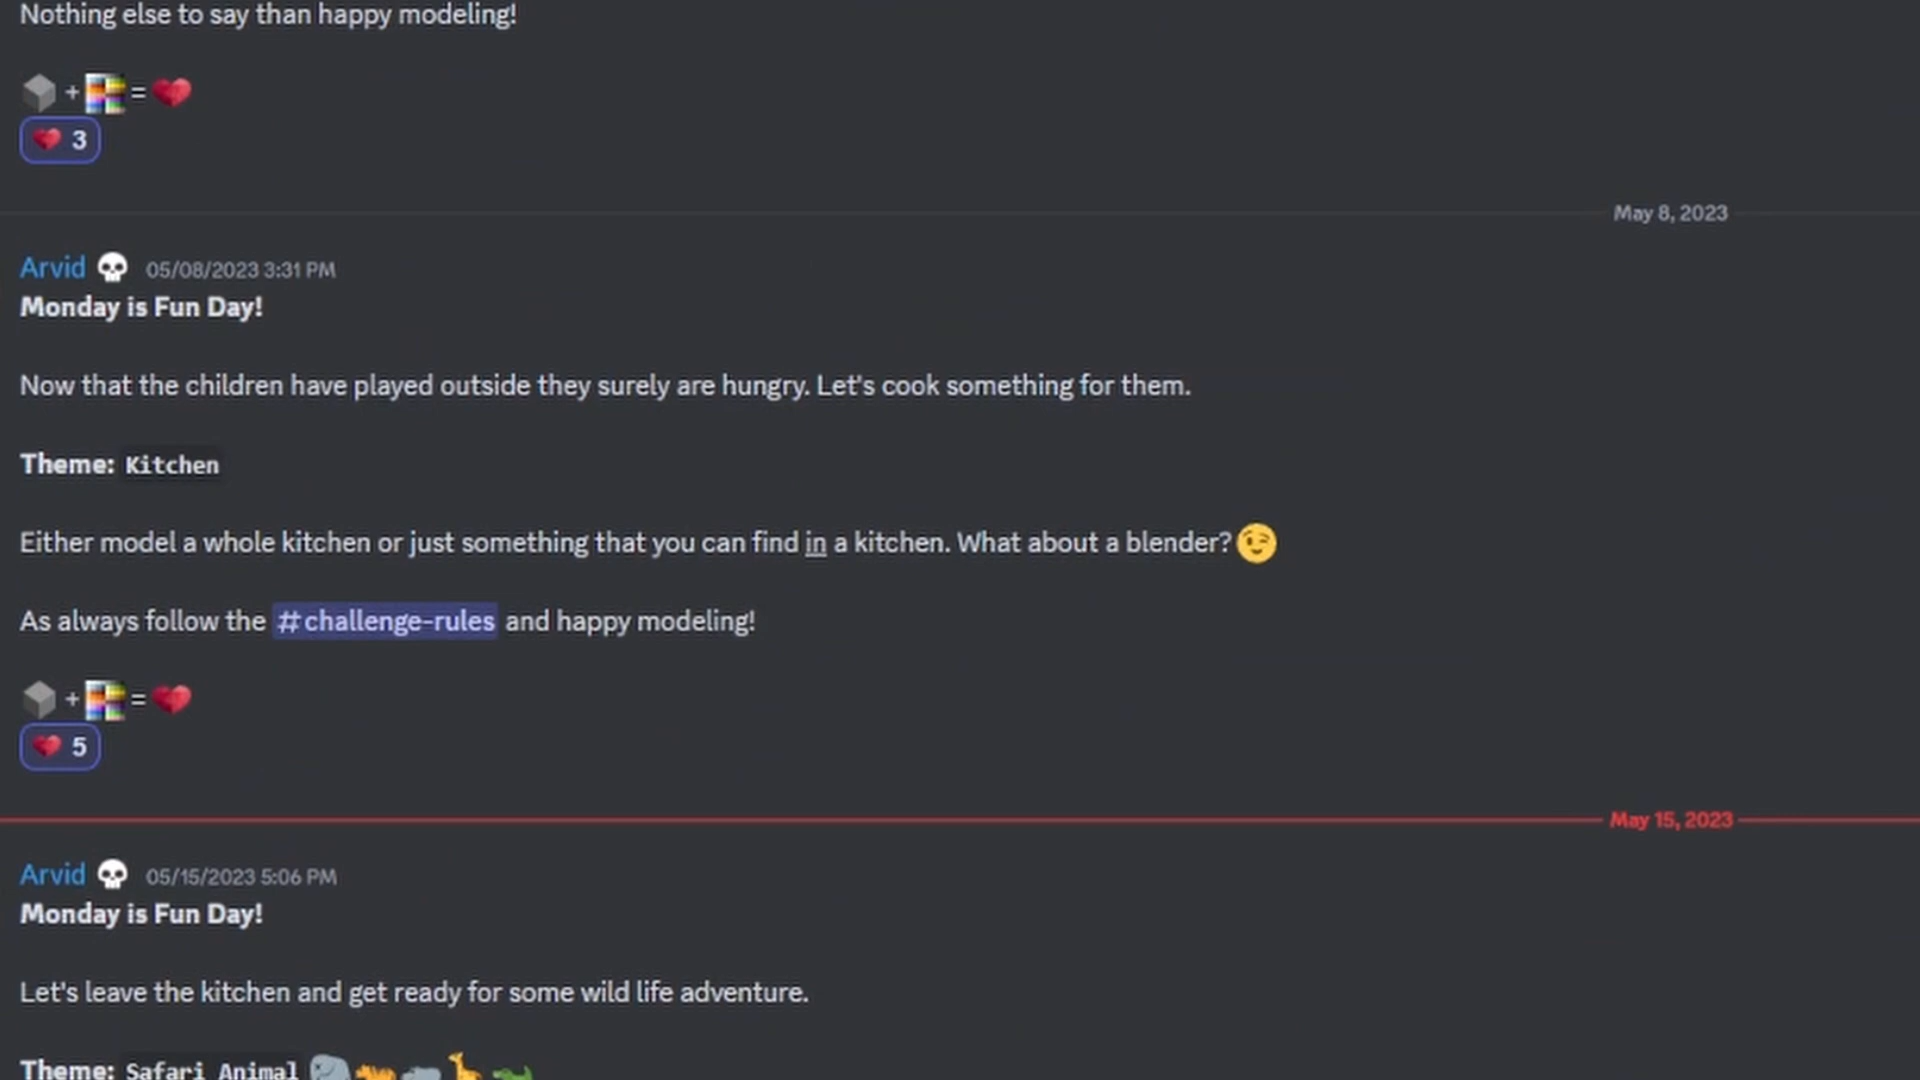 Nothing else to say than happy modeling!
+ =
3
May 8, 2023
Arvid 05/08/2023 3:31 PM
Monday is Fun Day!
Now that the children have played outside they surely are hungry. Let's cook something for them.
Theme: Kitchen
Either model a whole kitchen or just something that you can find in a kitchen. What about a blender?
As always follow the #challenge-rules and happy modeling!
+ =
5
May 15, 2023
Arvid 05/15/2023 5:06 PM
Monday is Fun Day!
Let's leave the kitchen and get ready for some wild life adventure.
Theme: Safari Animal